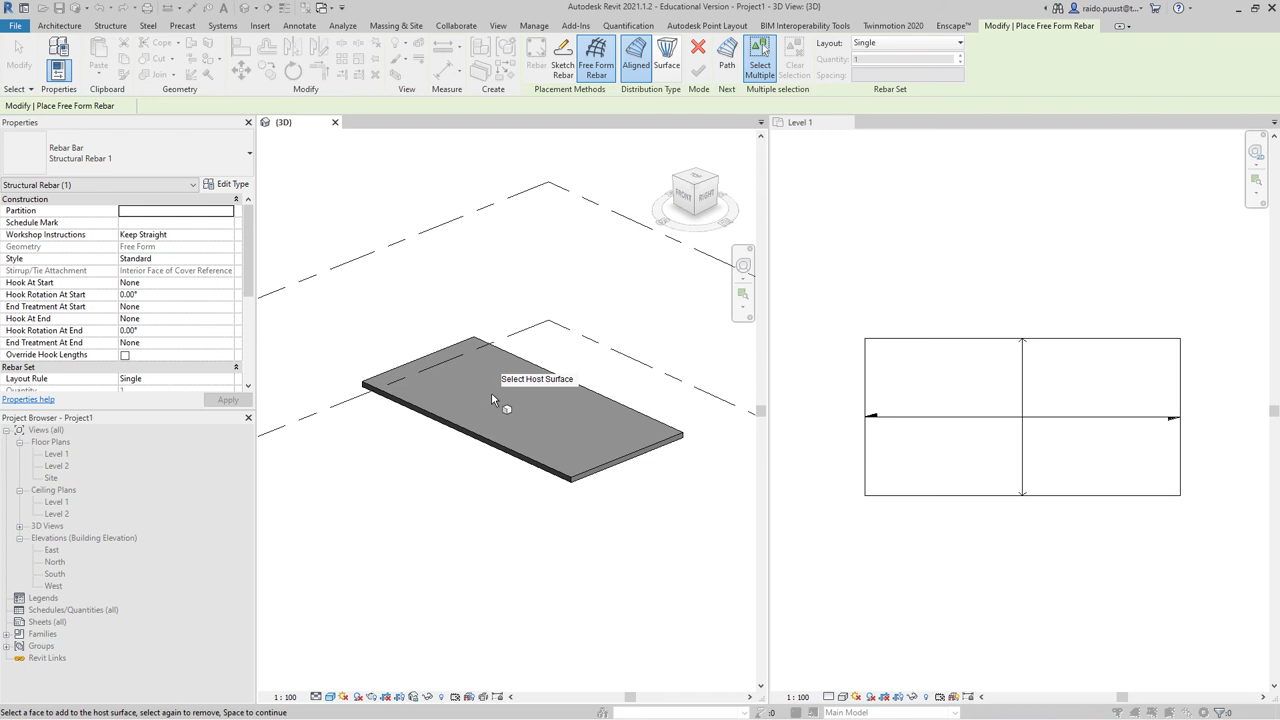 Autodesk Revit 2021.1.2 - Educational Version - Project1 - 3D View: {3D}
raido.puust@t...
File Architecture Structure Steel Precast Systems Insert Annotate Analyze Massing & Site Collaborate View Manage Add-Ins Quantification Autodesk Point Layout BIM Interoperability Tools Twinmotion 2020 Enscape™ Modify | Place Free Form Rebar
Modify Paste Cope Cut Join Rebar Sketch Rebar Free Form Rebar Aligned Surface Path Select Multiple Clear Selection
Layout: Single
Quantity: 1
Spacing:
Select Properties Clipboard Geometry Modify View Measure Create Placement Methods Distribution Type Mode Next Multiple selection Rebar Set
Modify | Place Free Form Rebar
Properties
{3D}
Level 1
Rebar Bar
Structural Rebar 1
Structural Rebar (1) Edit Type
Construction
Partition
Schedule Mark
Workshop Instructions Keep Straight
Geometry Free Form
Style Standard
Stirrup/Tie Attachment Interior Face of Cover Reference
Hook At Start None
Hook Rotation At Start 0.00°
End Treatment At Start None
Hook At End None
Hook Rotation At End 0.00°
End Treatment At End None
Override Hook Lengths
Rebar Set
Layout Rule Single
Quantity 1
Properties help Apply
Project Browser - Project1
Views (all)
Floor Plans
Level 1
Level 2
Site
Ceiling Plans
Level 1
Level 2
3D Views
Elevations (Building Elevation)
East
North
South
West
Legends
Schedules/Quantities (all)
Sheets (all)
Families
Groups
Revit Links
FRONT RIGHT
Select Host Surface
1 : 100
1 : 100
Select a face to add to the host surface, select again to remove, Space to continue
:0
Main Model
:0